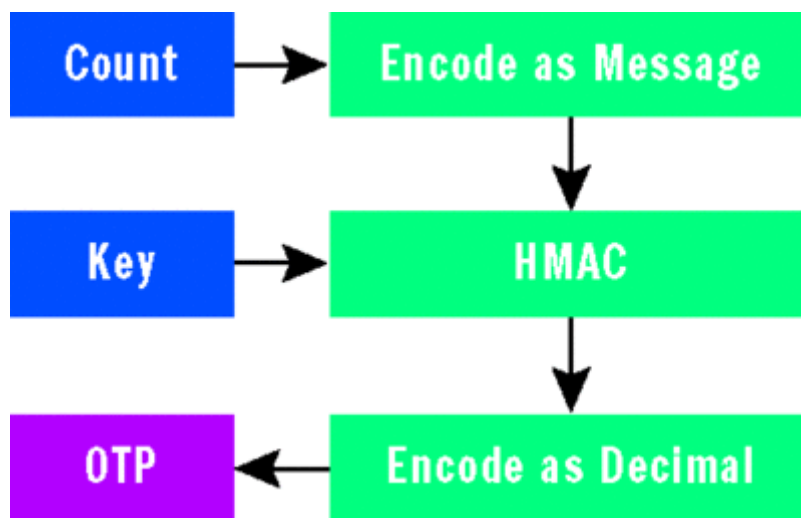 Count
Encode as Message
Key
HMAC
OTP
Encode as Decimal